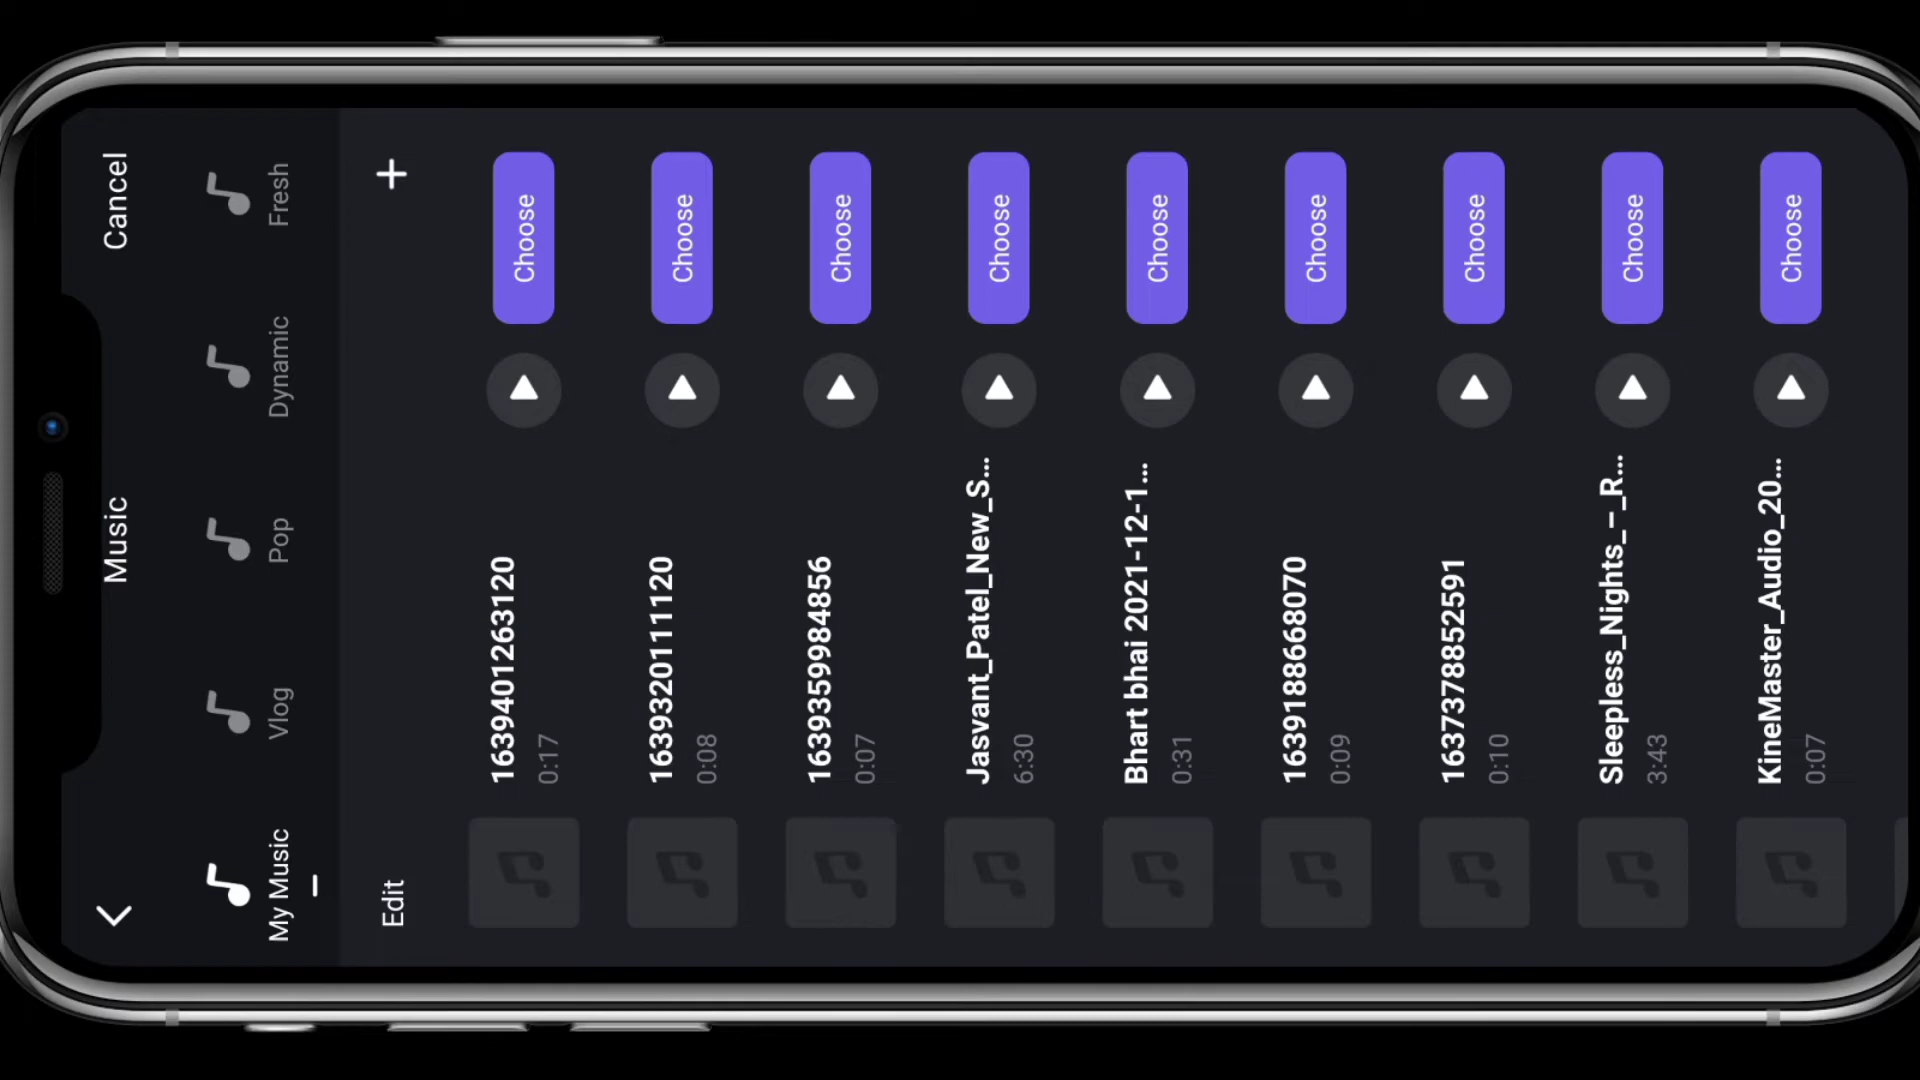 Music
Cancel
My Music
Vlog
Pop
Dynamic
Fresh
Edit
1639401263120
0:17
Choose
1639320111120
0:08
Choose
1639359984856
0:07
Choose
Jasvant_Patel_New_S...
6:30
Choose
Bhart bhai 2021-12-1...
0:31
Choose
1639188668070
0:09
Choose
1637378852591
0:10
Choose
Sleepless_Nights_–_R...
3:43
Choose
KineMaster_Audio_20...
0:07
Choose